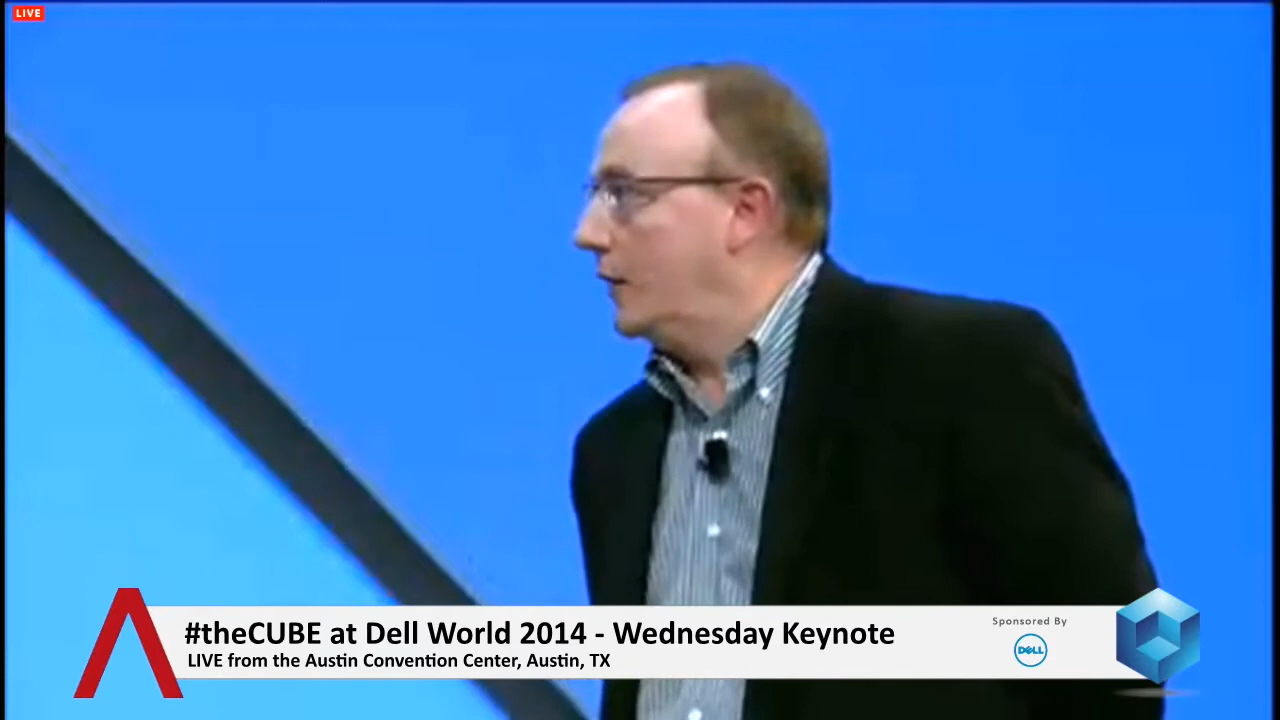 LIVE
#theCUBE at Dell World 2014 - Wednesday Keynote
LIVE from the Austin Convention Center, Austin, TX
Sponsored By
DELL